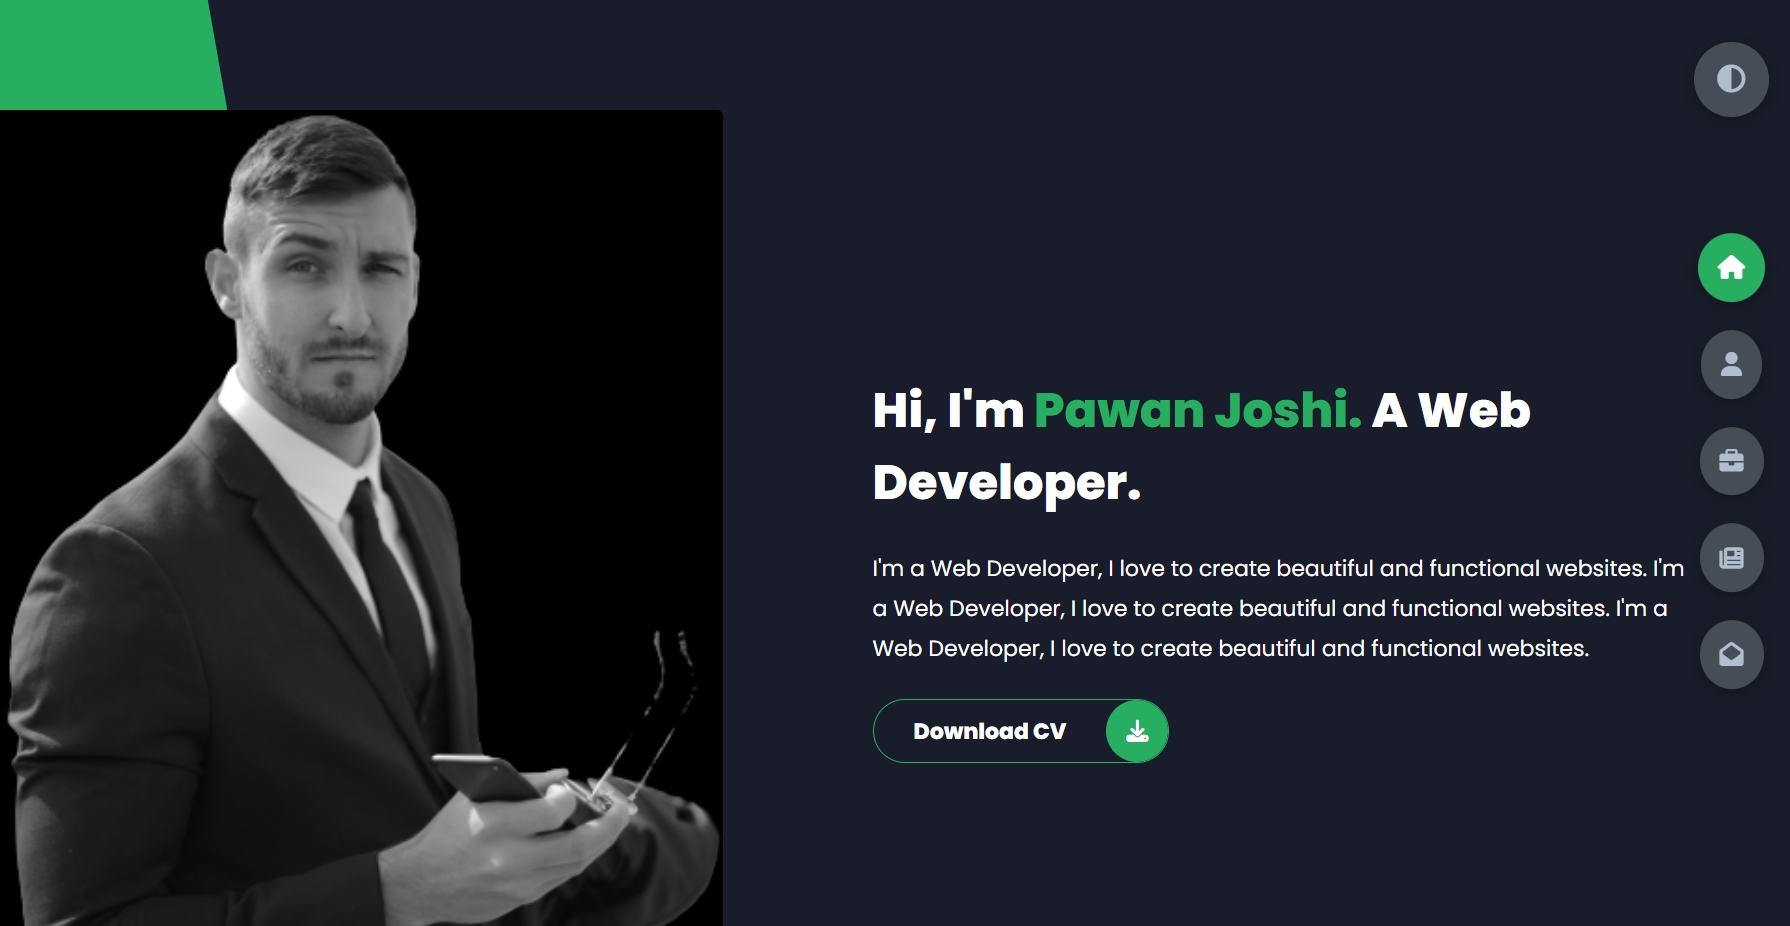 Hi, I'm Pawan Joshi. A Web
Developer.
I'm a Web Developer, I love to create beautiful and functional websites. I'm
a Web Developer, I love to create beautiful and functional websites. I'm a
Web Developer, I love to create beautiful and functional websites.
Download CV